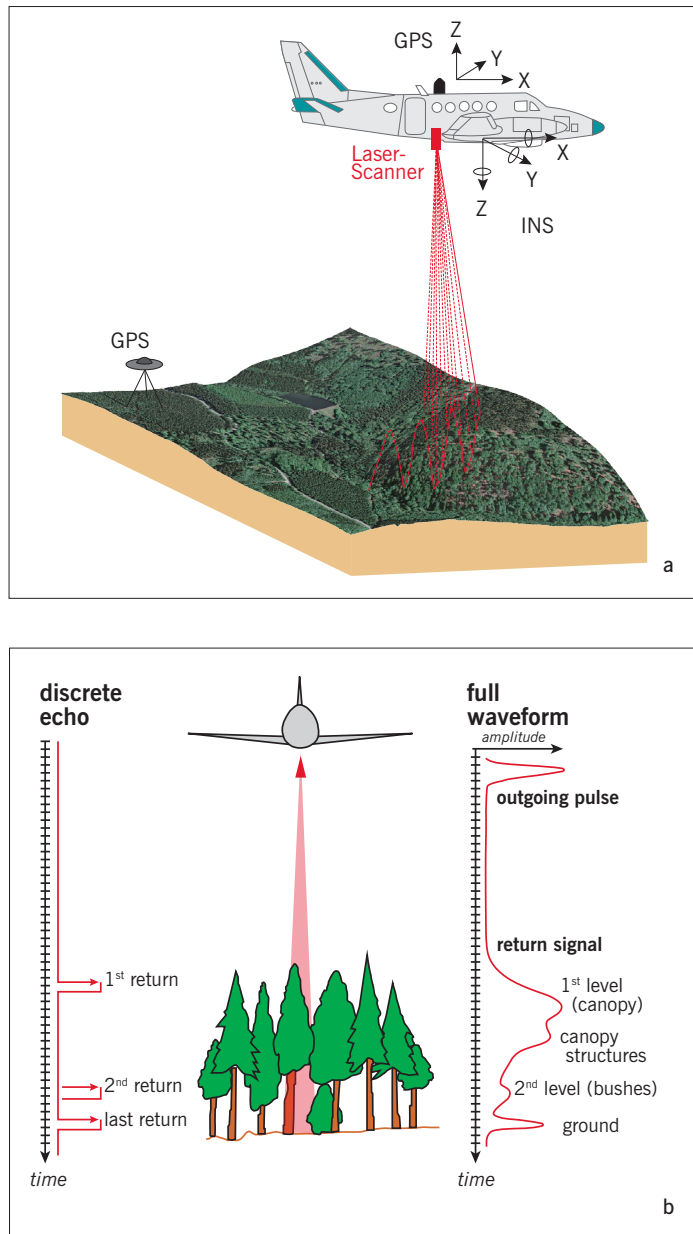 GPS
Z
Y
X
Laser-
Scanner
X
Y
Z
INS
GPS
a
discrete
echo
full
waveform
amplitude
outgoing pulse
return signal
1st return
1st level
(canopy)
canopy
structures
2nd return
2nd level (bushes)
last return
ground
time
time
b